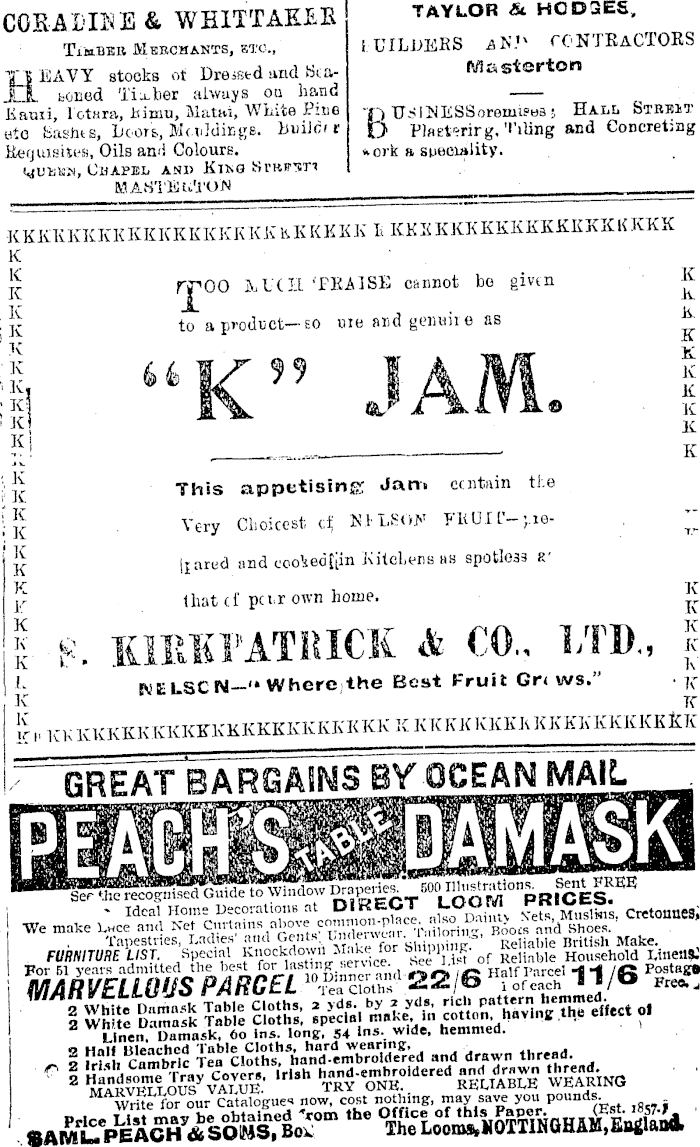 CORADINE & WHITTAKER
TIMBER MERCHANTS, ETC.,
HEAVY stocks of Dressed and Sea-
soned Timber always on hand
Kauri, Totara, Rimu, Matai, White Pine
etc Sashes, Doors, Mouldings. Builder
Requisites, Oils and Colours.
QUEEN, CHAPEL AND KING STREETS
MASTERTON
TAYLOR & HODGES,
BUILDERS AND CONTRACTORS
Masterton
BUSINESS premises; HALL STREET
Plastering, Tiling and Concreting
work a speciality.
TOO MUCH PRAISE cannot be given
to a product—so pure and genuine as
“K” JAM.
This appetising Jam contain the
Very Choicest of NELSON FRUIT—pre-
pared and cooked in Kitchens as spotless as
that of your own home.
S. KIRKPATRICK & CO., LTD.,
NELSON—“Where the Best Fruit Grows.”
GREAT BARGAINS BY OCEAN MAIL
PEACH'S TABLE DAMASK
See the recognised Guide to Window Draperies. 500 Illustrations. Sent FREE
Ideal Home Decorations at DIRECT LOOM PRICES.
We make Lace and Net Curtains above common-place, also Dainty Nets, Muslins, Cretonnes,
Tapestries, Ladies' and Gents' Underwear, Tailoring, Boots and Shoes.
FURNITURE LIST. Special Knockdown Make for Shipping. Reliable British Make.
For 51 years admitted the best for lasting service. See List of Reliable Household Linens.
MARVELLOUS PARCEL 10 Dinner and Tea Cloths 22/6 Half Parcel 1 of each 11/6 Postage Free.
2 White Damask Table Cloths, 2 yds. by 2 yds, rich pattern hemmed.
2 White Damask Table Cloths, special make, in cotton, having the effect of
Linen, Damask, 60 ins. long, 54 ins. wide, hemmed.
2 Half Bleached Table Cloths, hard wearing,
2 Irish Cambric Tea Cloths, hand-embroidered and drawn thread.
2 Handsome Tray Covers, Irish hand-embroidered and drawn thread.
MARVELLOUS VALUE. TRY ONE. RELIABLE WEARING
Write for our Catalogues now, cost nothing, may save you pounds.
Price List may be obtained from the Office of this Paper. (Est. 1857.)
SAML. PEACH & SONS, Box The Looms, NOTTINGHAM, England.